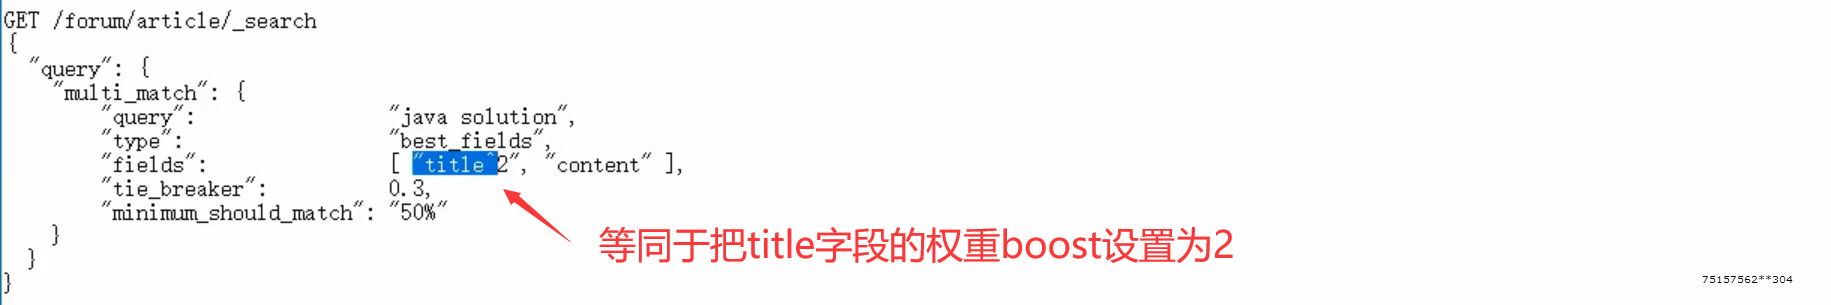 GET /forum/article/_search
{
  "query": {
    "multi_match": {
        "query":                "java solution",
        "type":                 "best_fields",
        "fields":               [ "title^2", "content" ],
        "tie_breaker":          0.3,
        "minimum_should_match": "50%"
    }
  }
}
等同于把title字段的权重boost设置为2
75157562**304